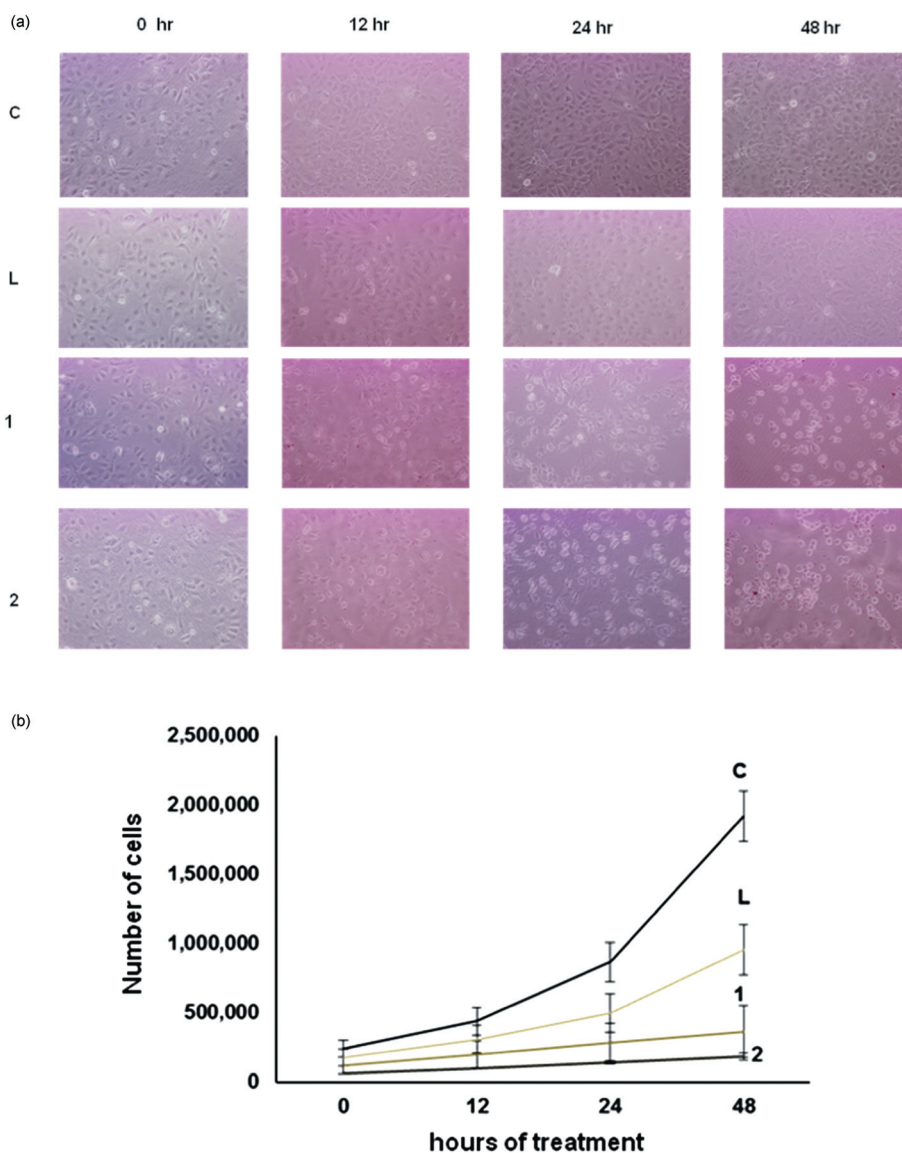 (a)
0 hr 12 hr 24 hr 48 hr
C
L
1
2
(b)
2,500,000
2,000,000
1,500,000
1,000,000
500,000
0
Number of cells
C
L
1
2
0 12 24 48
hours of treatment